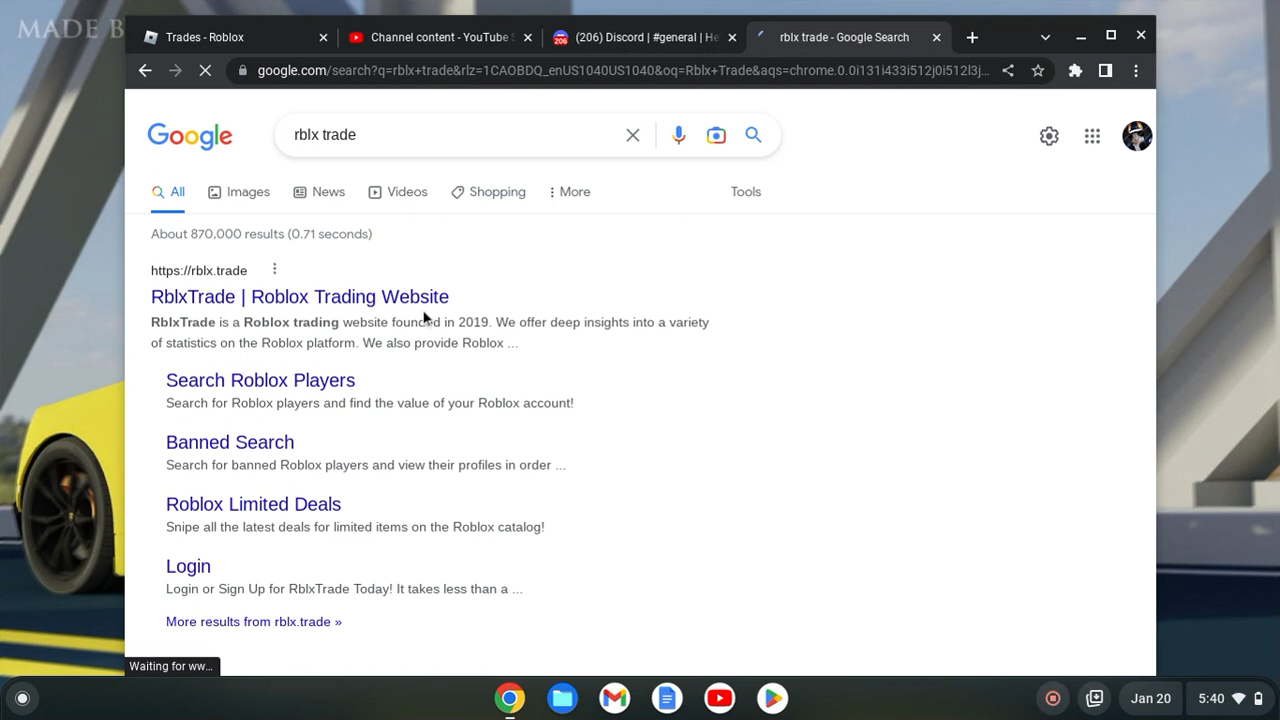 MADE B
Trades - Roblox
Channel content - YouTube S
(206) Discord | #general | He
rblx trade - Google Search
google.com/search?q=rblx+trade&rlz=1CAOBDQ_enUS1040US1040&oq=Rblx+Trade&aqs=chrome.0.0i131i433i512j0i512l3j...
Google
rblx trade
All
Images
News
Videos
Shopping
More
Tools
About 870,000 results (0.71 seconds)
https://rblx.trade
RblxTrade | Roblox Trading Website
RblxTrade is a Roblox trading website founded in 2019. We offer deep insights into a variety
of statistics on the Roblox platform. We also provide Roblox ...
Search Roblox Players
Search for Roblox players and find the value of your Roblox account!
Banned Search
Search for banned Roblox players and view their profiles in order ...
Roblox Limited Deals
Snipe all the latest deals for limited items on the Roblox catalog!
Login
Login or Sign Up for RblxTrade Today! It takes less than a ...
More results from rblx.trade »
Waiting for ww...
Jan 20
5:40